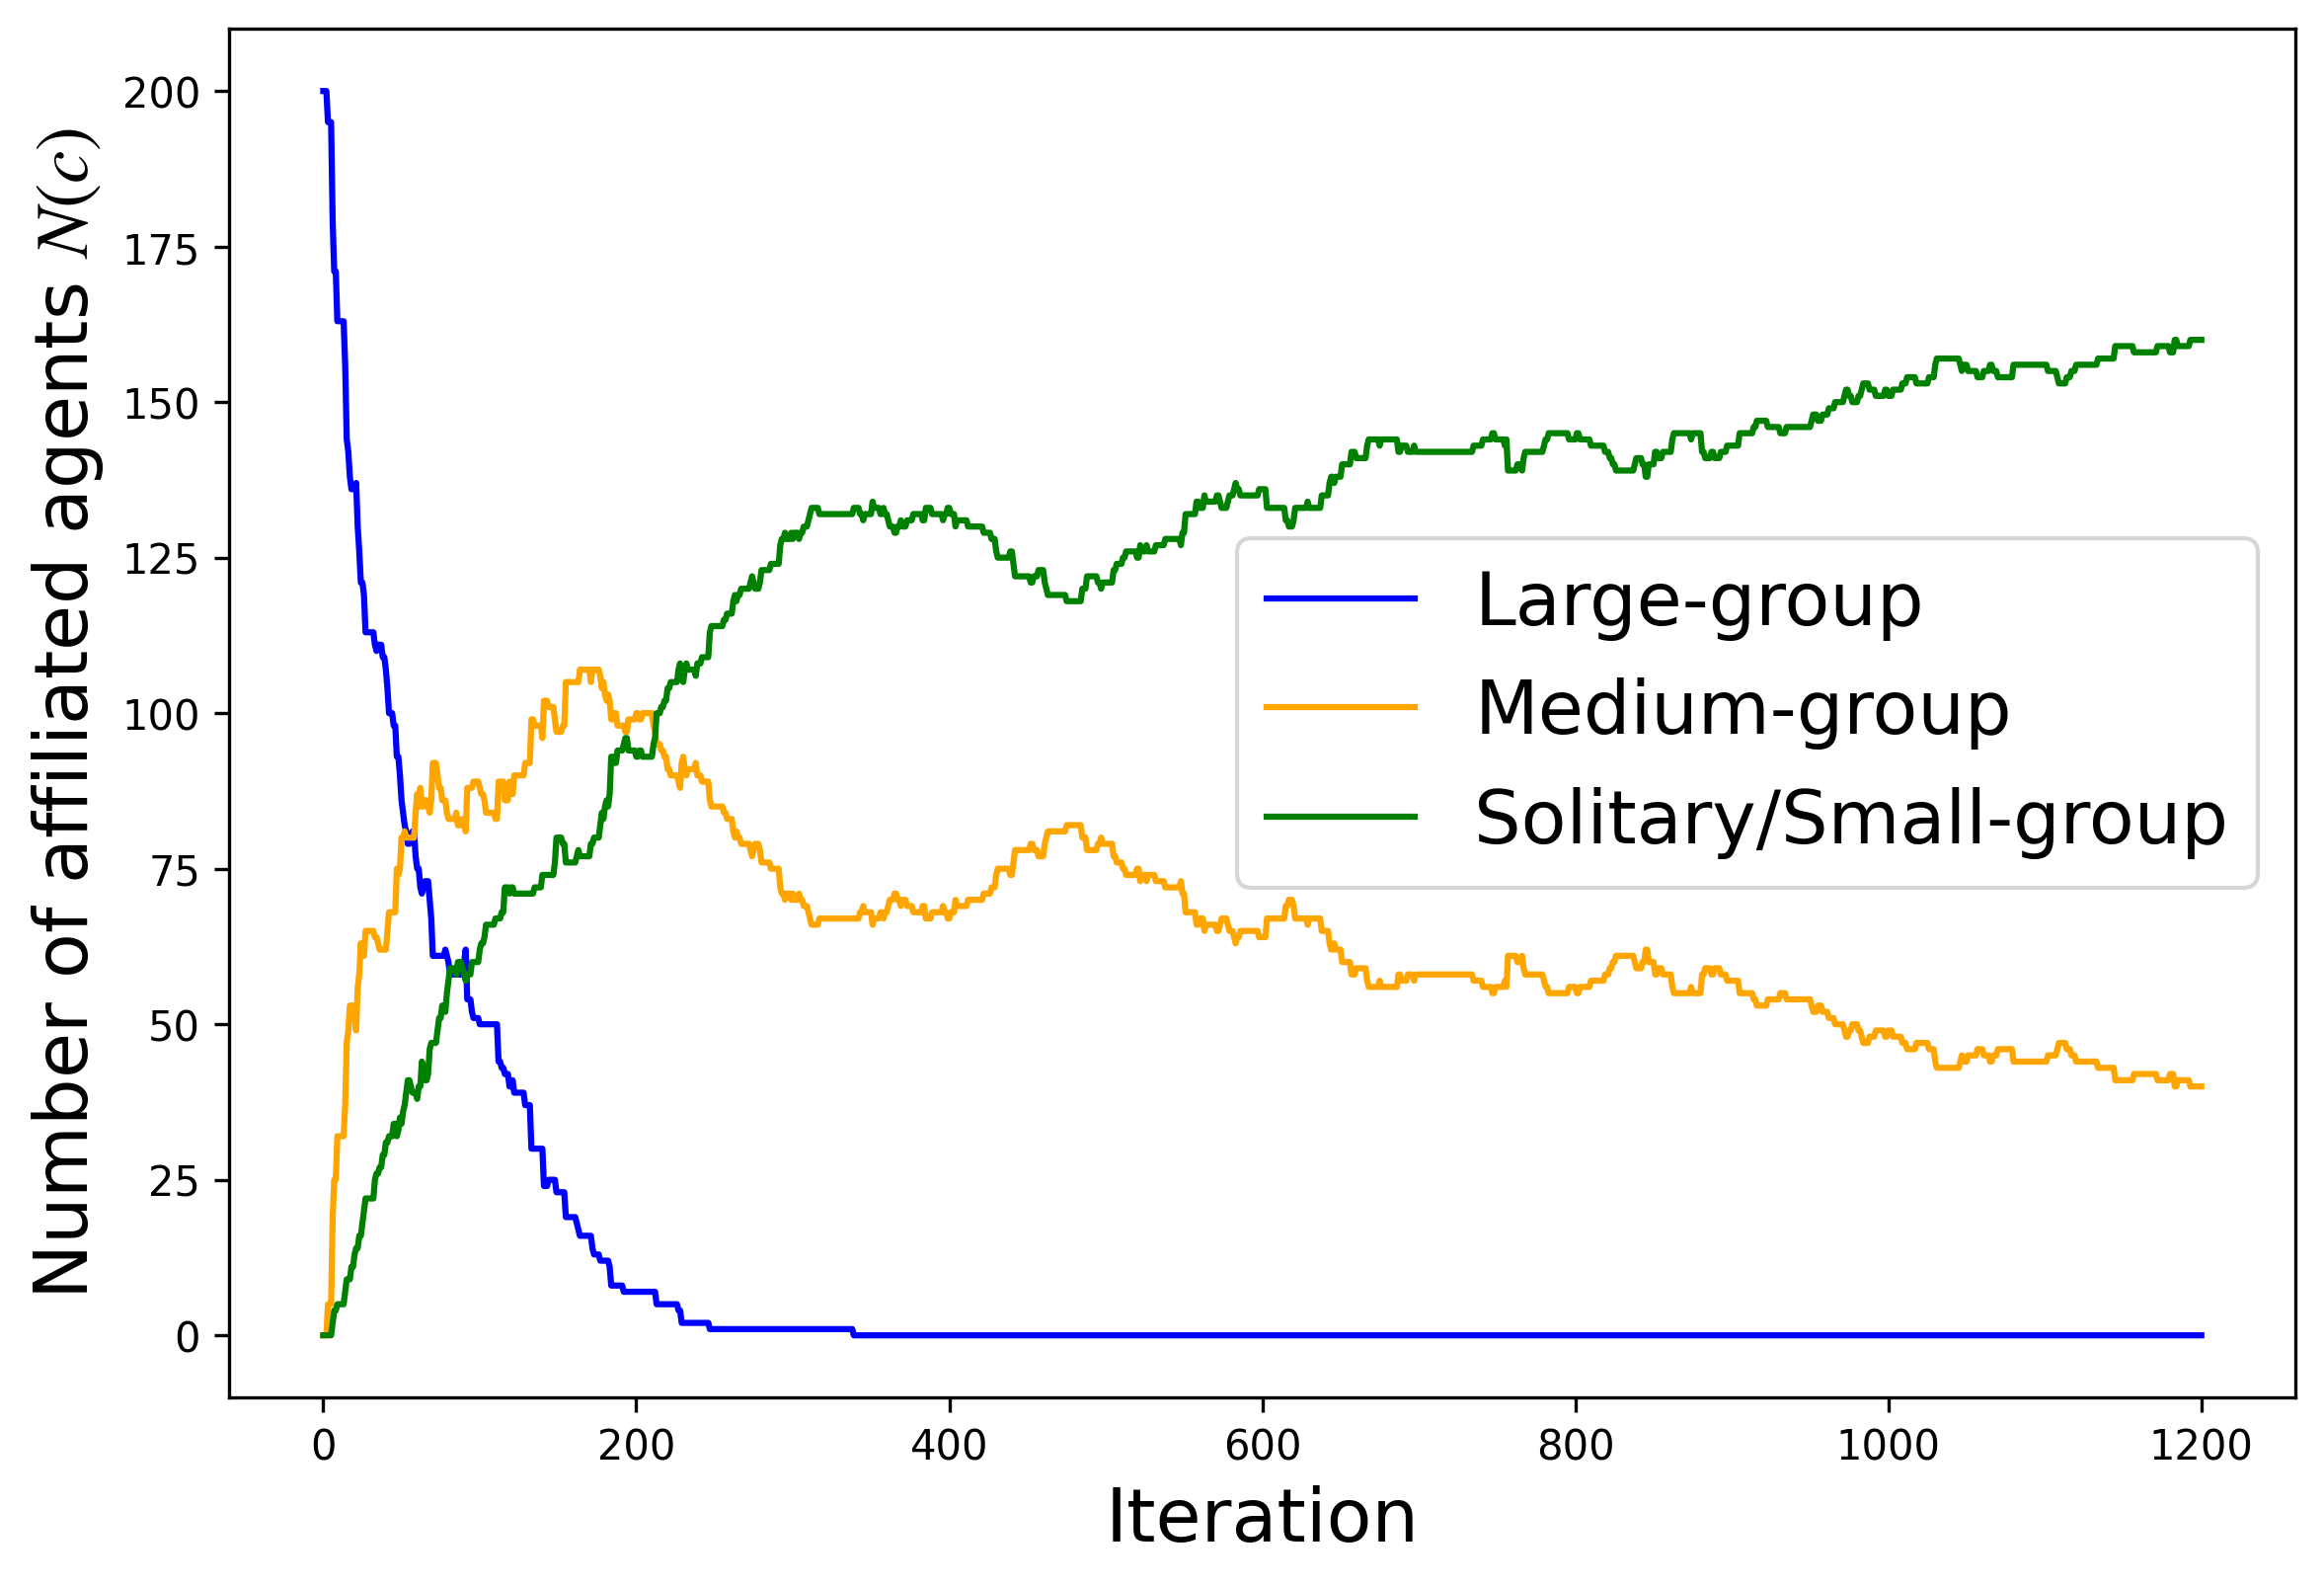 Number of affiliated agents N(c)
200
175
150
125
100
75
50
25
0
Large-group
Medium-group
Solitary/Small-group
0 200 400 600 800 1000 1200
Iteration